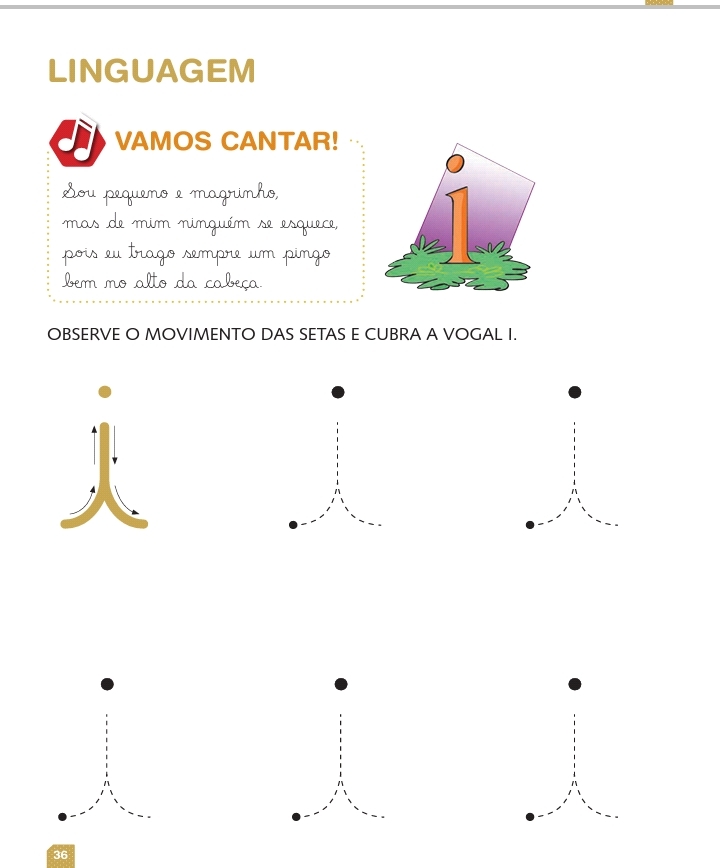 LINGUAGEM
VAMOS CANTAR!
Sou pequeno e magrinho,
mas de mim ninguém se esquece,
pois eu trago sempre um pingo
bem no alto da cabeça.
i
OBSERVE O MOVIMENTO DAS SETAS E CUBRA A VOGAL I.
i
36